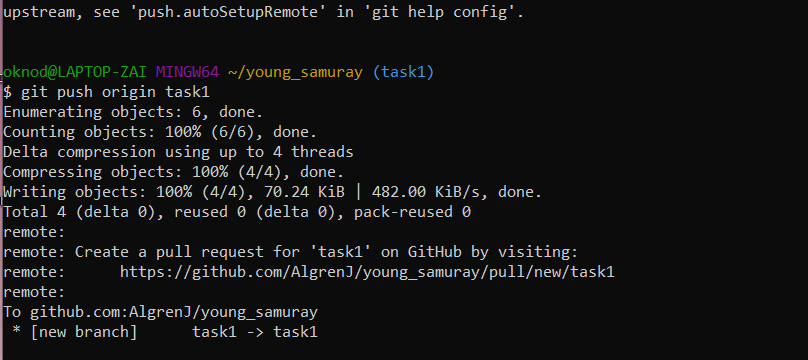 upstream, see 'push.autoSetupRemote' in 'git help config'.
oknod@LAPTOP-ZAI MINGW64 ~/young_samuray (task1)
$ git push origin task1
Enumerating objects: 6, done.
Counting objects: 100% (6/6), done.
Delta compression using up to 4 threads
Compressing objects: 100% (4/4), done.
Writing objects: 100% (4/4), 70.24 KiB | 482.00 KiB/s, done.
Total 4 (delta 0), reused 0 (delta 0), pack-reused 0
remote:
remote: Create a pull request for 'task1' on GitHub by visiting:
remote:      https://github.com/AlgrenJ/young_samuray/pull/new/task1
remote:
To github.com:AlgrenJ/young_samuray
 * [new branch]      task1 -> task1